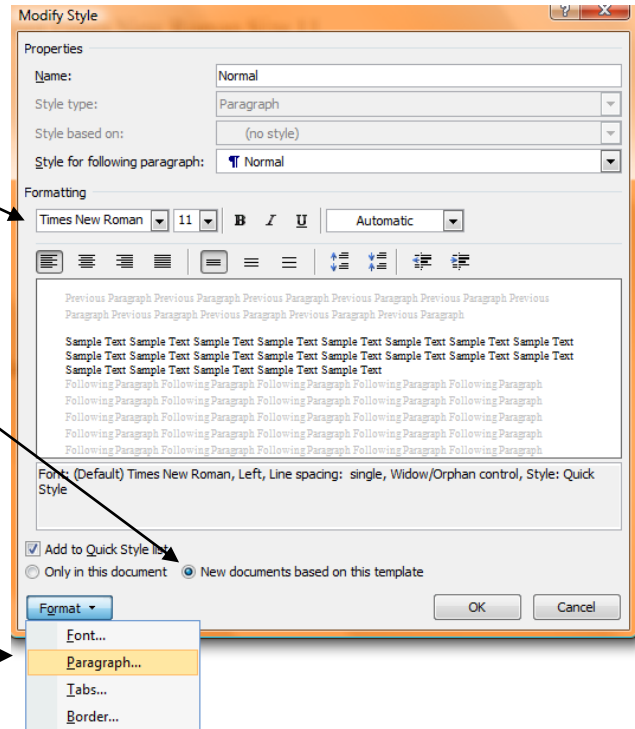 Modify Style
Properties
Name: Normal
Style type: Paragraph
Style based on: (no style)
Style for following paragraph: ¶ Normal
Formatting
Times New Roman 11 B I U Automatic
Previous Paragraph Previous Paragraph Previous Paragraph Previous Paragraph Previous Paragraph Previous
Paragraph Previous Paragraph Previous Paragraph Previous Paragraph Previous Paragraph
Sample Text Sample Text Sample Text Sample Text Sample Text Sample Text Sample Text Sample Text
Sample Text Sample Text Sample Text Sample Text Sample Text Sample Text Sample Text Sample Text
Sample Text Sample Text Sample Text Sample Text Sample Text
Following Paragraph Following Paragraph Following Paragraph Following Paragraph Following Paragraph
Following Paragraph Following Paragraph Following Paragraph Following Paragraph Following Paragraph
Following Paragraph Following Paragraph Following Paragraph Following Paragraph Following Paragraph
Following Paragraph Following Paragraph Following Paragraph Following Paragraph Following Paragraph
Following Paragraph Following Paragraph Following Paragraph Following Paragraph Following Paragraph
Font: (Default) Times New Roman, Left, Line spacing: single, Widow/Orphan control, Style: Quick
Style
Add to Quick Style list
Only in this document New documents based on this template
Format OK Cancel
Font...
Paragraph...
Tabs...
Border...